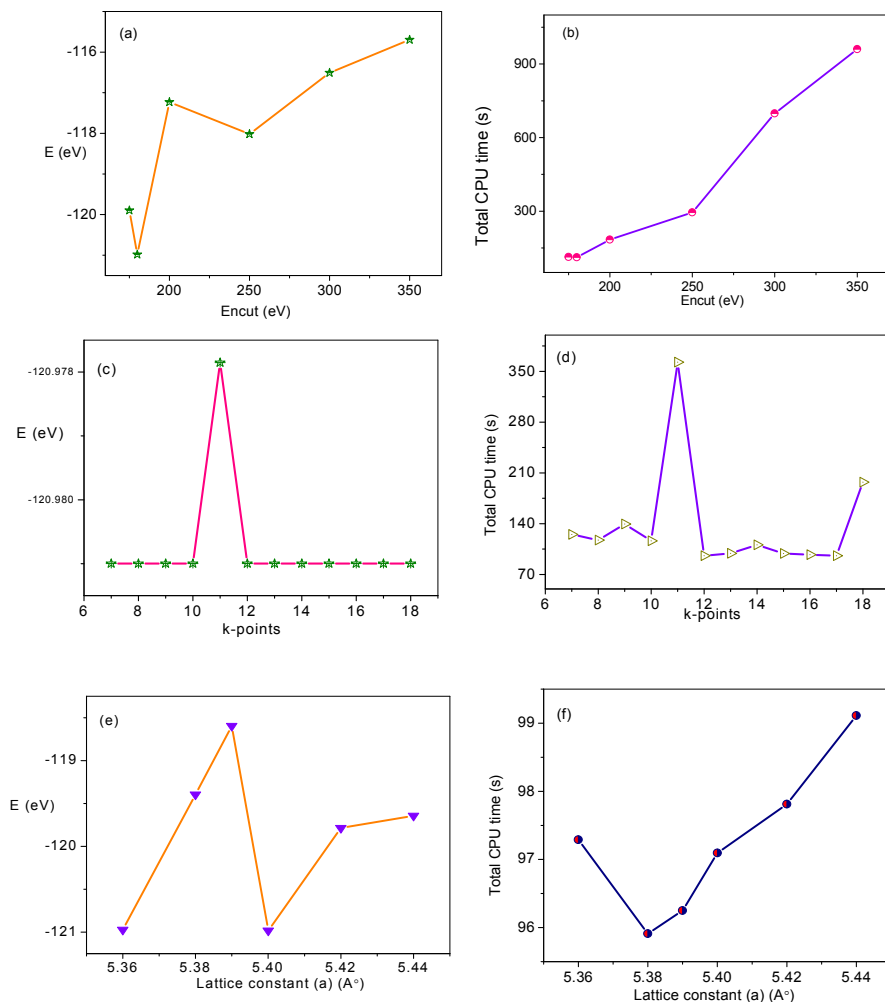 (a)
-116
-118
-120
E (eV)
200
250
300
350
Encut (eV)
(b)
900
600
300
Total CPU time (s)
200
250
300
350
Encut (eV)
(c)
-120.978
-120.980
E (eV)
6
8
10
12
14
16
18
k-points
(d)
350
280
210
140
70
Total CPU time (s)
6
8
10
12
14
16
18
k-points
(e)
-119
-120
-121
E (eV)
5.36
5.38
5.40
5.42
5.44
Lattice constant (a) (A°)
(f)
99
98
97
96
Total CPU time (s)
5.36
5.38
5.40
5.42
5.44
Lattice constant (a) (A°)